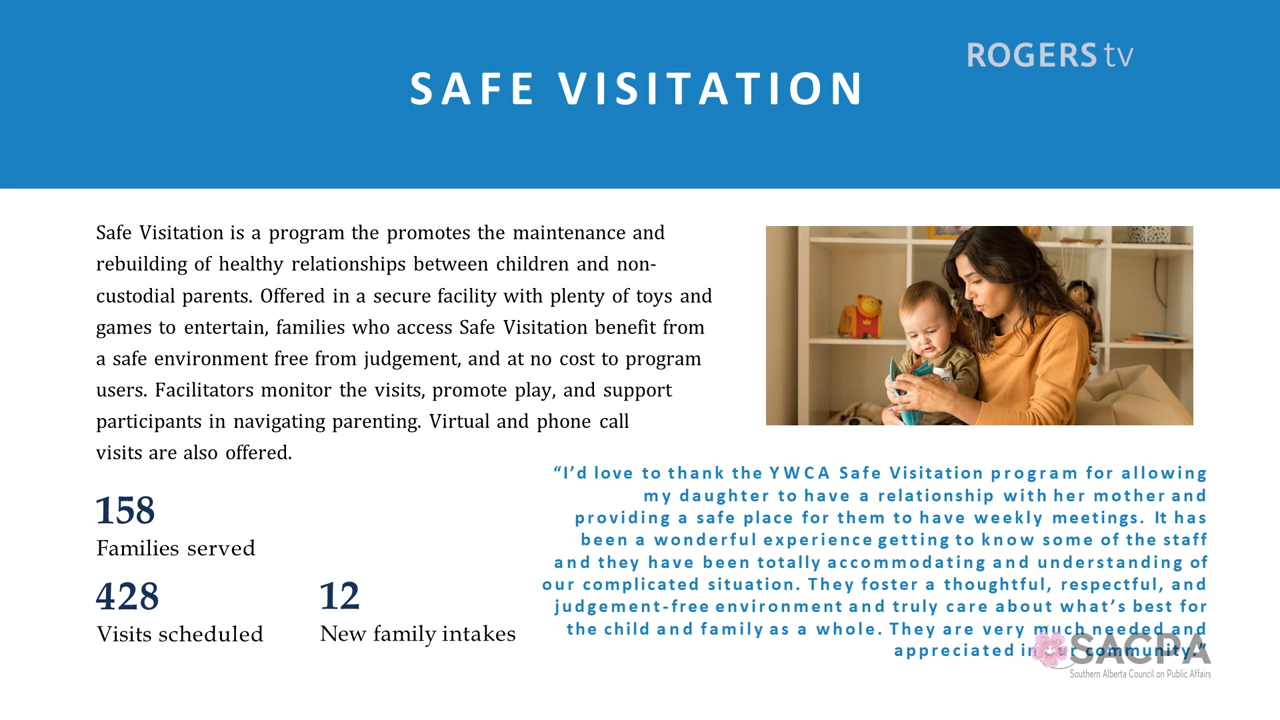 ROGERS tv
SAFE VISITATION
Safe Visitation is a program the promotes the maintenance and
rebuilding of healthy relationships between children and non-
custodial parents. Offered in a secure facility with plenty of toys and
games to entertain, families who access Safe Visitation benefit from
a safe environment free from judgement, and at no cost to program
users. Facilitators monitor the visits, promote play, and support
participants in navigating parenting. Virtual and phone call
visits are also offered.
158
Families served
428
Visits scheduled
12
New family intakes
“I’d love to thank the YWCA Safe Visitation program for allowing
my daughter to have a relationship with her mother and
providing a safe place for them to have weekly meetings. It has
been a wonderful experience getting to know some of the staff
and they have been totally accommodating and understanding of
our complicated situation. They foster a thoughtful, respectful, and
judgement-free environment and truly care about what’s best for
the child and family as a whole. They are very much needed and
appreciated in our community.”
SACPA
Southern Alberta Council on Public Affairs